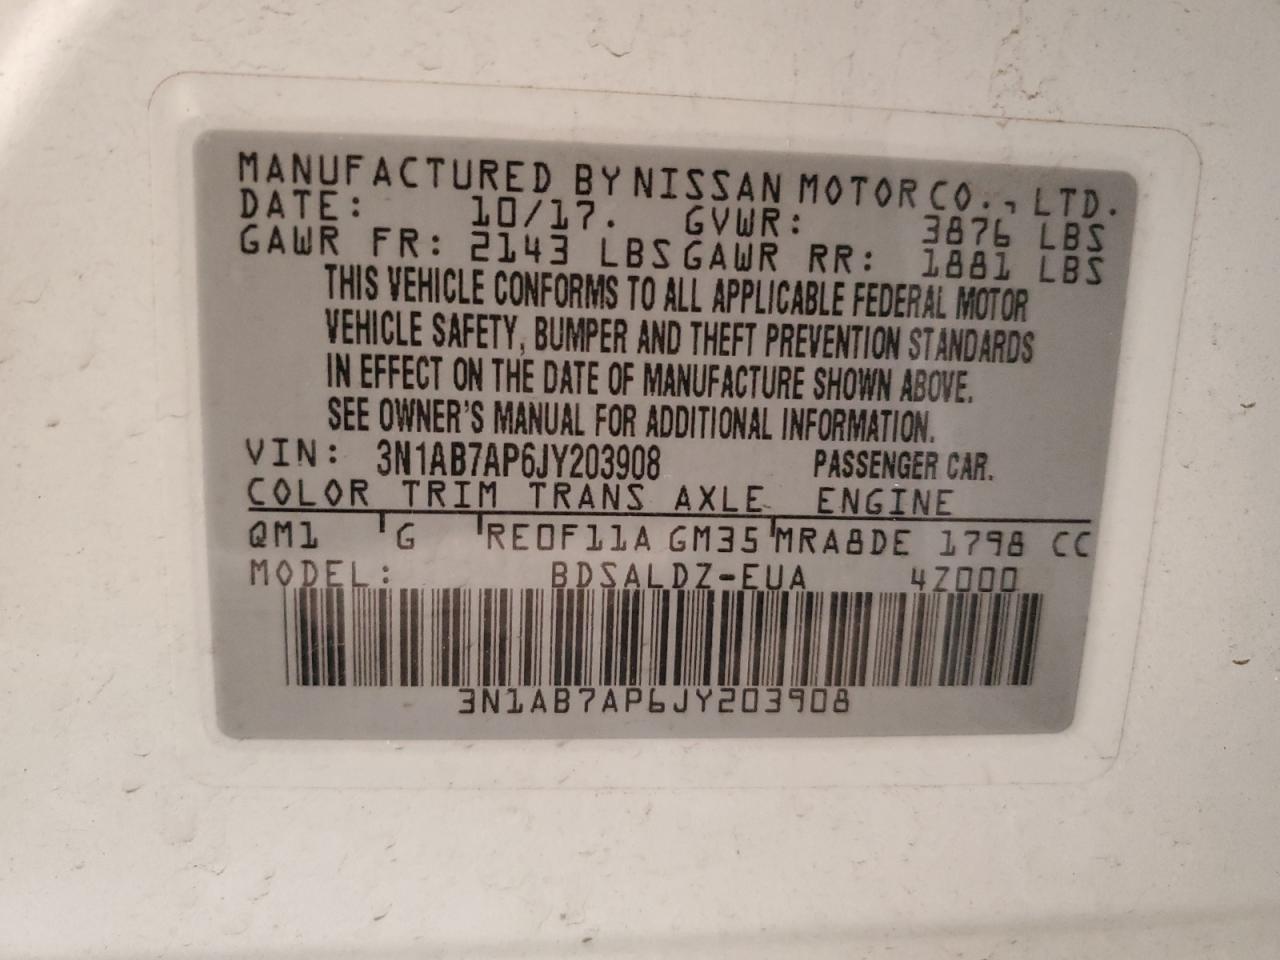 MANUFACTURED BY NISSAN MOTOR CO., LTD.
DATE: 10/17. GVWR: 3876 LBS
GAWR FR: 2143 LBS GAWR RR: 1881 LBS
THIS VEHICLE CONFORMS TO ALL APPLICABLE FEDERAL MOTOR
VEHICLE SAFETY, BUMPER AND THEFT PREVENTION STANDARDS
IN EFFECT ON THE DATE OF MANUFACTURE SHOWN ABOVE.
SEE OWNER'S MANUAL FOR ADDITIONAL INFORMATION.
VIN: 3N1AB7AP6JY203908 PASSENGER CAR.
COLOR TRIM TRANS AXLE ENGINE
QM1 G RE0F11A GM35 MRA8DE 1798 CC
MODEL: BDSALDZ-EUA 4Z000
3N1AB7AP6JY203908